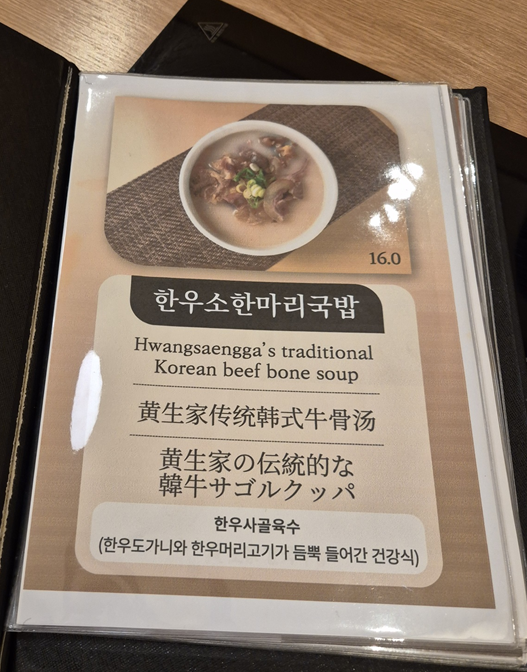 16.0
한우소한마리국밥
Hwangsaengga's traditional
Korean beef bone soup
黄生家传统韩式牛骨汤
黄生家の伝統的な
韓牛サゴルクッパ
한우사골육수
(한우도가니와 한우머리고기가 듬뿍 들어간 건강식)